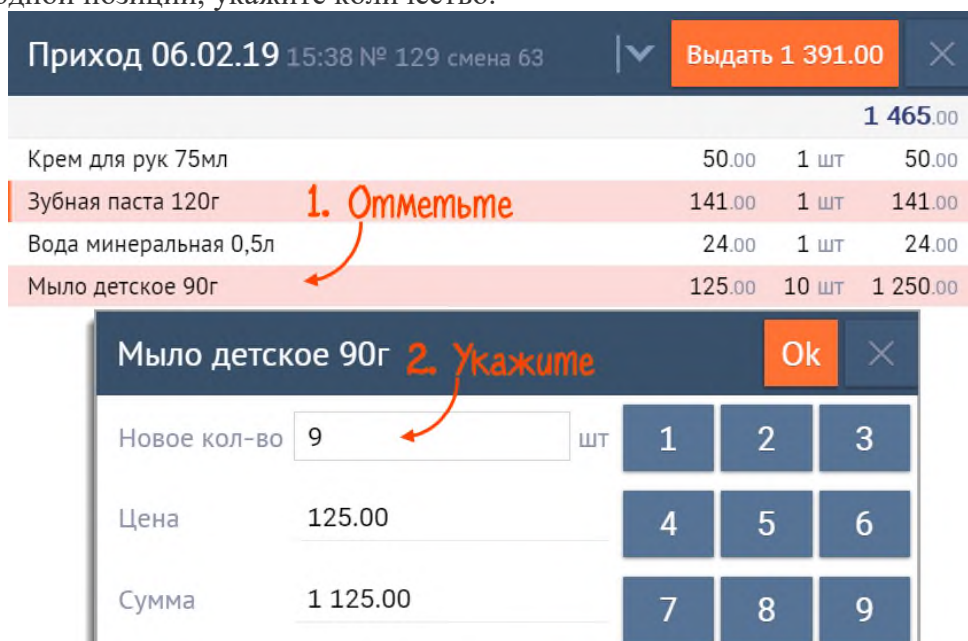 одной позиции, укажите количество.
Приход 06.02.19 15:38 № 129 смена 63 Выдать 1 391.00
1 465.00
Крем для рук 75мл 50.00 1 шт 50.00
Зубная паста 120г 1. Отметьте 141.00 1 шт 141.00
Вода минеральная 0,5л 24.00 1 шт 24.00
Мыло детское 90г 125.00 10 шт 1 250.00
Мыло детское 90г 2. Укажите Ok
Новое кол-во 9 шт 1 2 3
Цена 125.00 4 5 6
Сумма 1 125.00 7 8 9